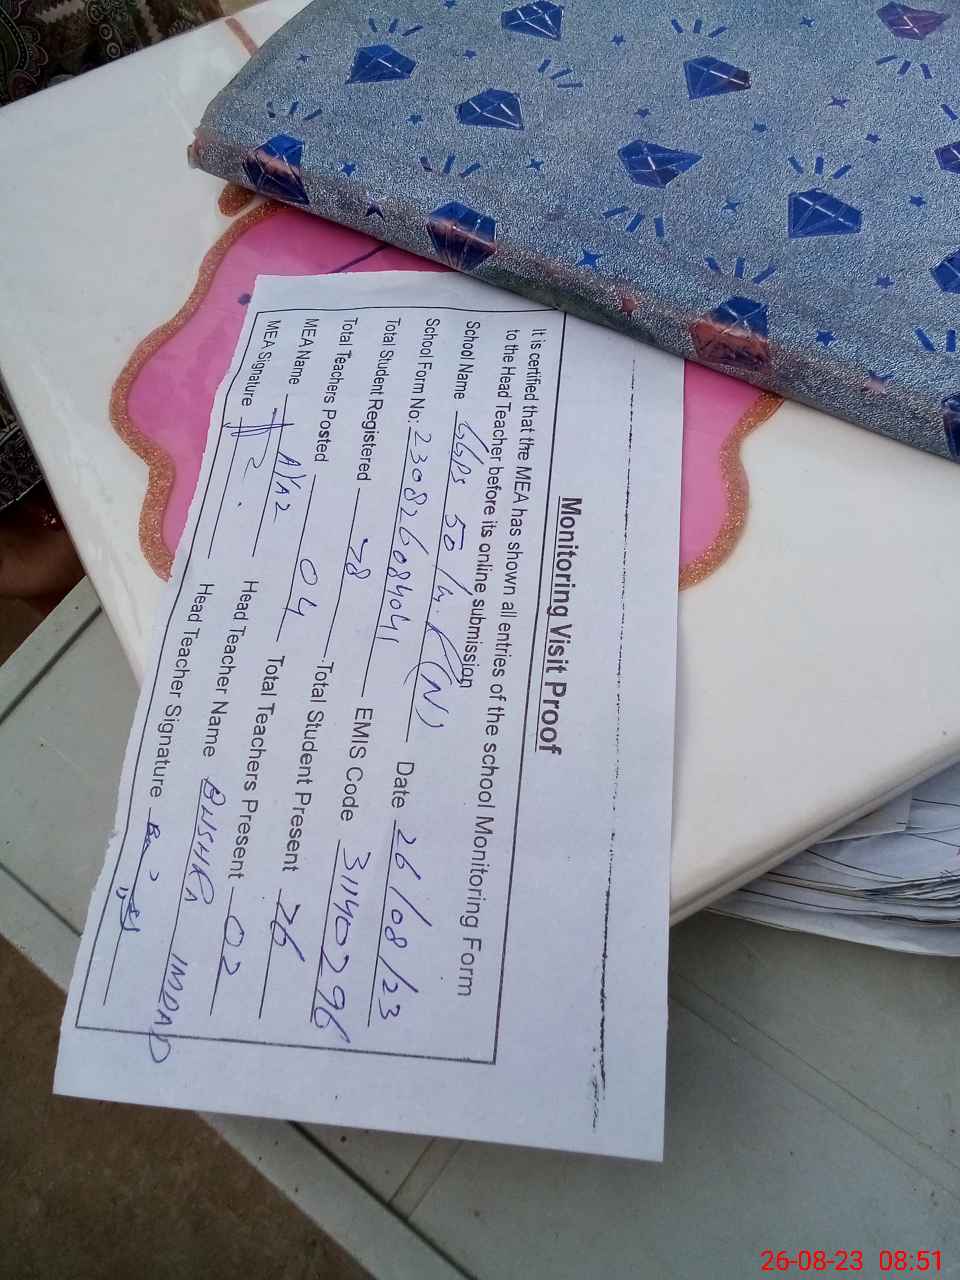 Monitoring Visit Proof
It is certified that the MEA has shown all entries of the school Monitoring Form
to the Head Teacher before its online submission
School Name GGPS 50/4.R(N) Date 26/08/23
School Form No: 230826084041 EMIS Code 31140296
Total Student Registered 28 Total Student Present 26
Total Teachers Posted 04 Total Teachers Present 02
MEA Name AYAZ Head Teacher Name BUSHRA IMDAD
MEA Signature Head Teacher Signature
26-08-23 08:51